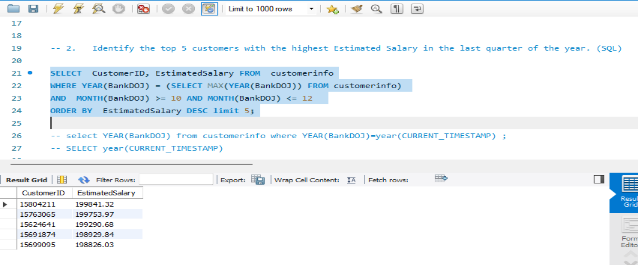 Limit to 1000 rows
17
18
19 -- 2. Identify the top 5 customers with the highest Estimated Salary in the last quarter of the year. (SQL)
20
21 SELECT CustomerID, EstimatedSalary FROM customerinfo
22 WHERE YEAR(BankDOJ) = (SELECT MAX(YEAR(BankDOJ)) FROM customerinfo)
23 AND MONTH(BankDOJ) >= 10 AND MONTH(BankDOJ) <= 12
24 ORDER BY EstimatedSalary DESC limit 5;
25
26 -- select YEAR(BankDOJ) from customerinfo where YEAR(BankDOJ)=year(CURRENT_TIMESTAMP) ;
27 -- SELECT year(CURRENT_TIMESTAMP)
Result Grid Filter Rows: Export: Wrap Cell Content: Fetch rows:
CustomerID EstimatedSalary
15804211 199841.32
15763065 199753.97
15624641 199290.68
15691874 198929.84
15699095 198826.03
Result
Grid
Form
Editor